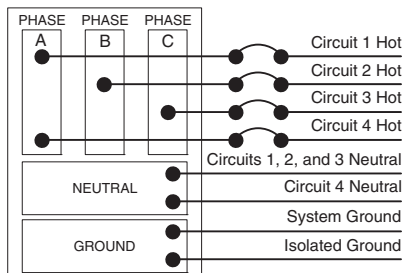 PHASE PHASE PHASE
A B C
Circuit 1 Hot
Circuit 2 Hot
Circuit 3 Hot
Circuit 4 Hot
Circuits 1, 2, and 3 Neutral
NEUTRAL
Circuit 4 Neutral
System Ground
GROUND
Isolated Ground